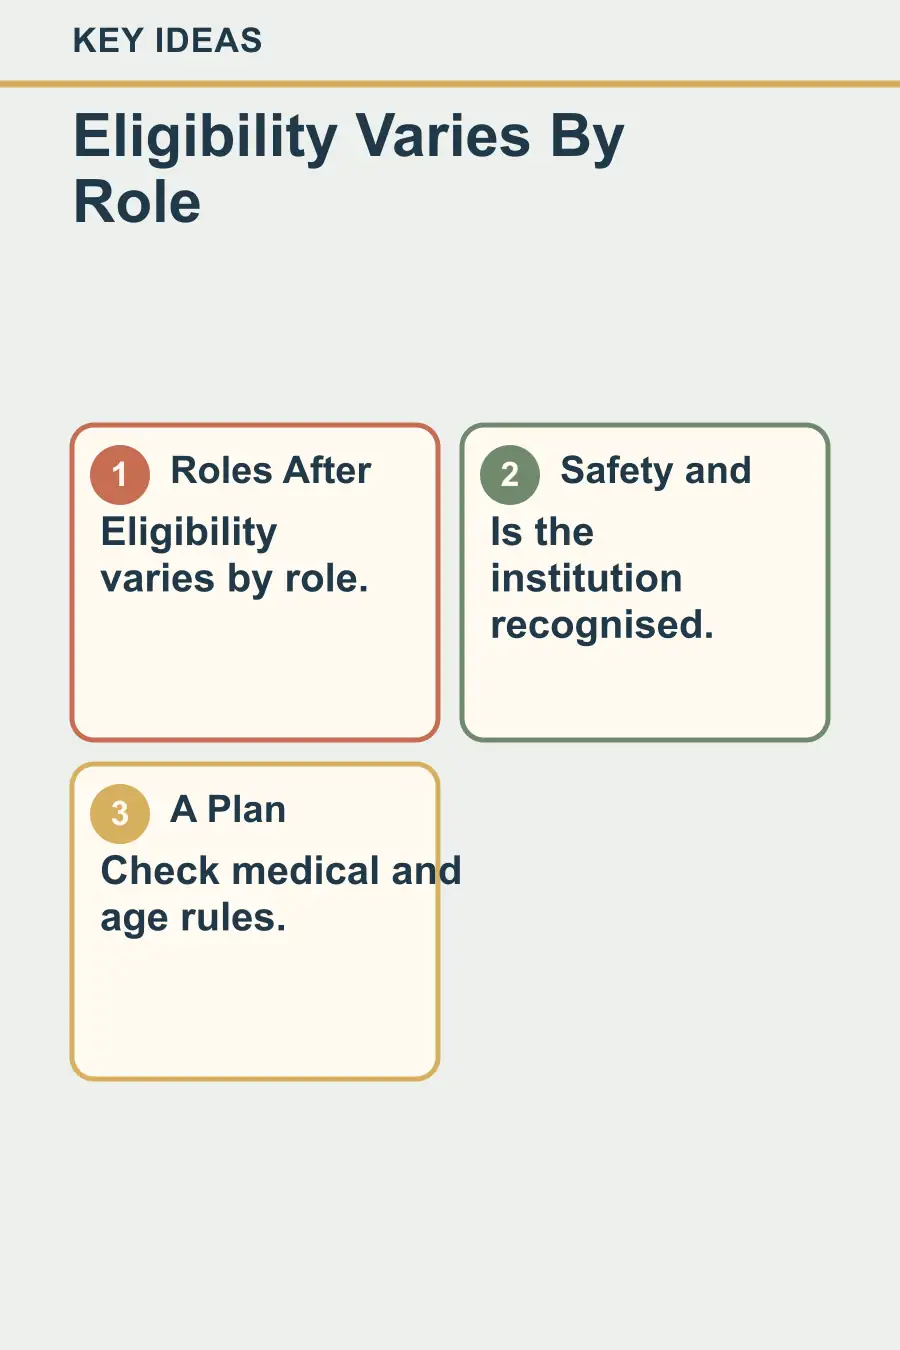 KEY IDEAS
Eligibility Varies By
Role
1 Roles After
Eligibility
varies by role.
2 Safety and
Is the
institution
recognised.
3 A Plan
Check medical and
age rules.